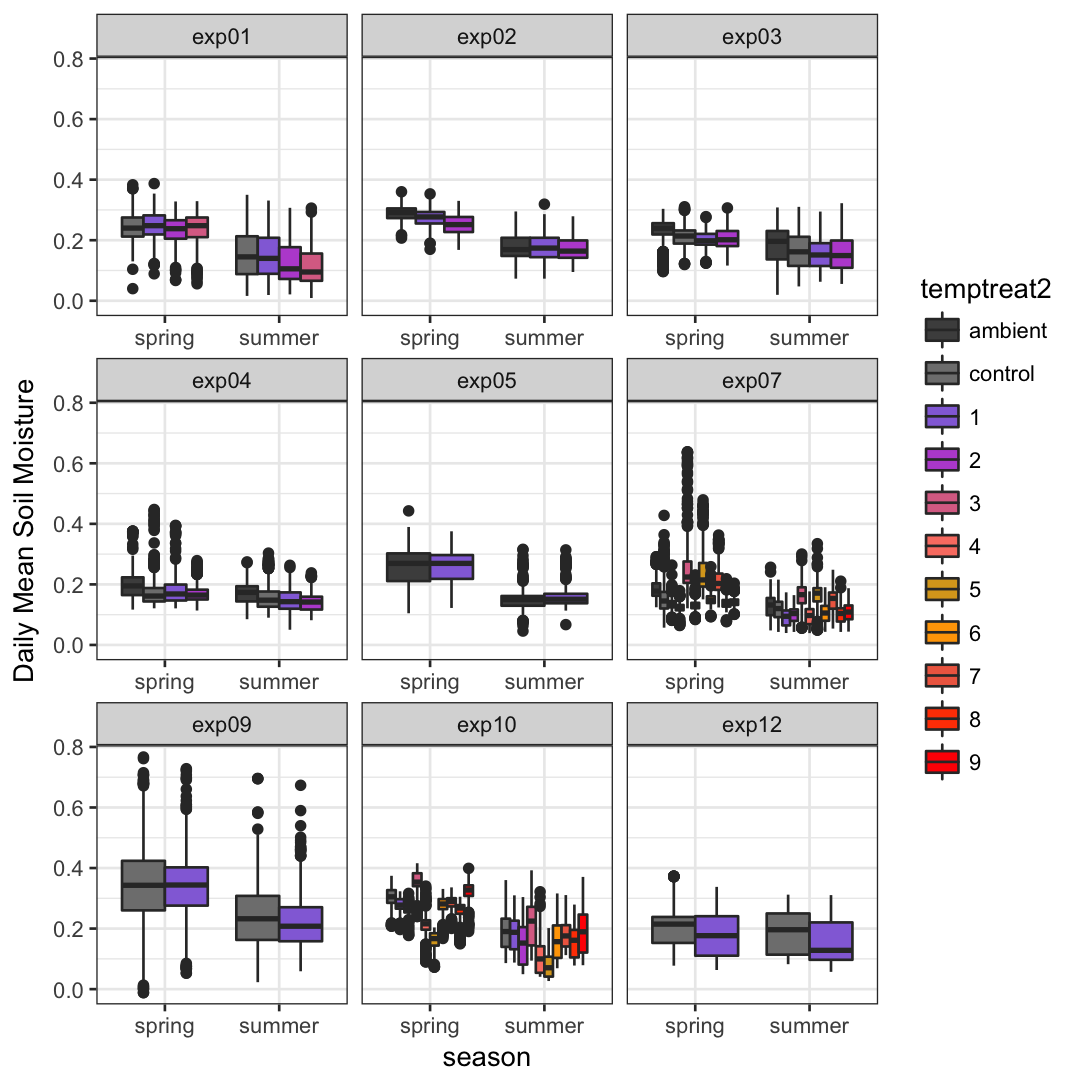 exp01 exp02 exp03
0.8
0.6
0.4
0.2
0.0
spring summer spring summer spring summer
exp04 exp05 exp07
0.8
0.6
0.4
0.2
0.0
spring summer spring summer spring summer
exp09 exp10 exp12
0.8
0.6
0.4
0.2
0.0
spring summer spring summer spring summer
season
Daily Mean Soil Moisture
temptreat2
ambient
control
1
2
3
4
5
6
7
8
9